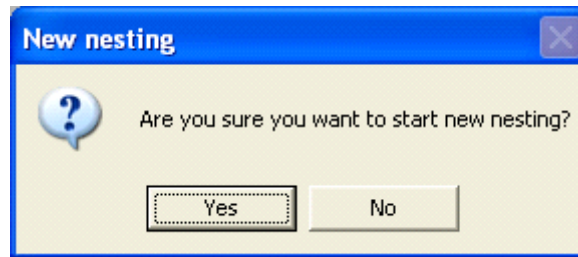 New nesting
Are you sure you want to start new nesting?
Yes
No